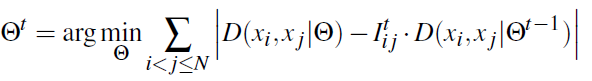 Θ^t = arg min_Θ ∑_{i<j≤N} |D(x_i, x_j|Θ) − I^t_{ij} · D(x_i, x_j|Θ^{t−1})|